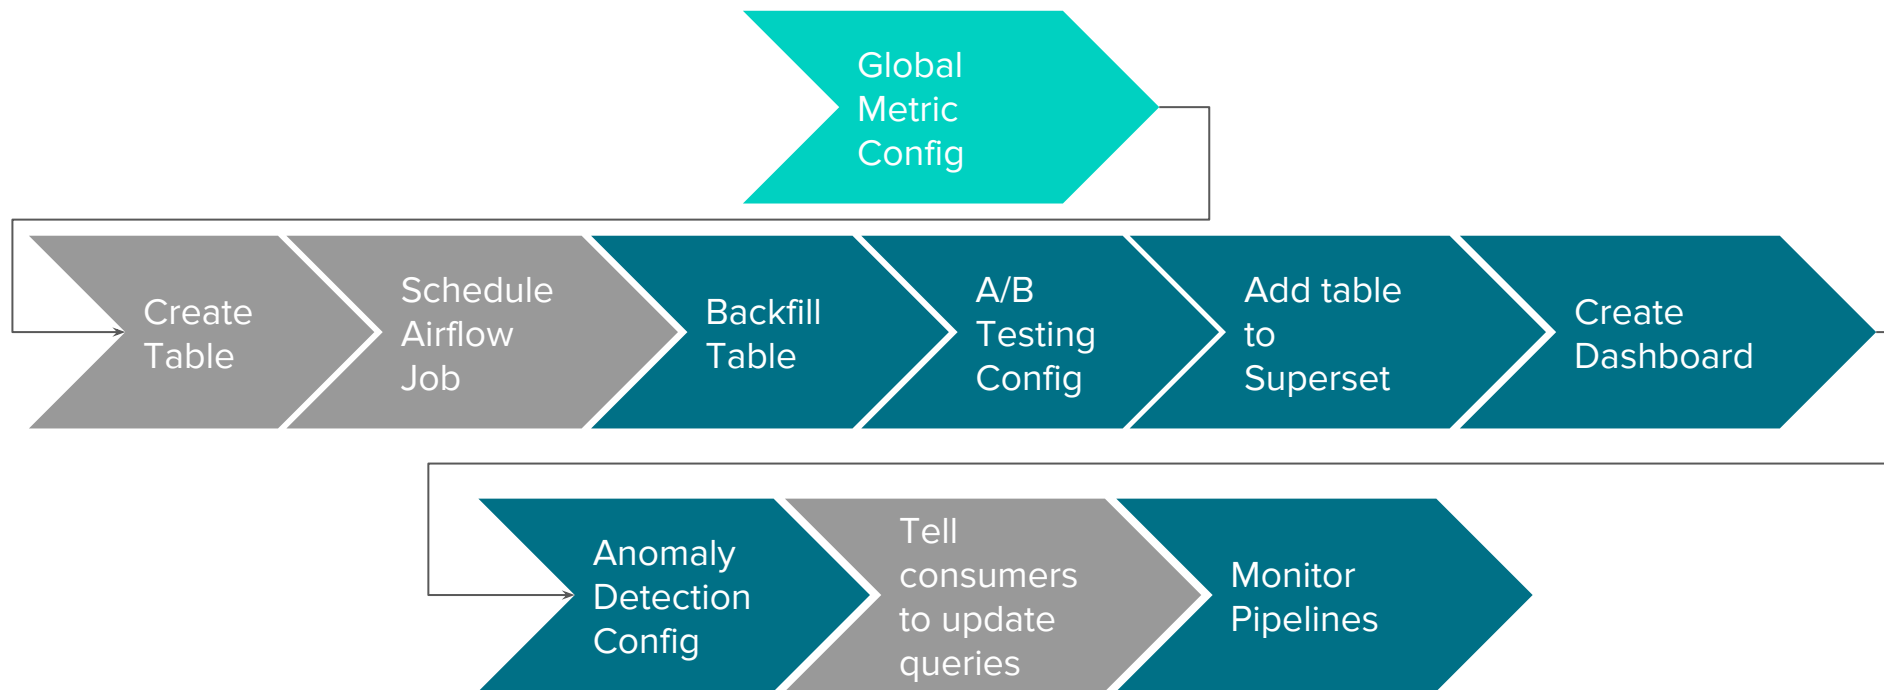 Global
Metric
Config
Create
Table
Schedule
Airflow
Job
Backfill
Table
A/B
Testing
Config
Add table
to
Superset
Create
Dashboard
Anomaly
Detection
Config
Tell
consumers
to update
queries
Monitor
Pipelines